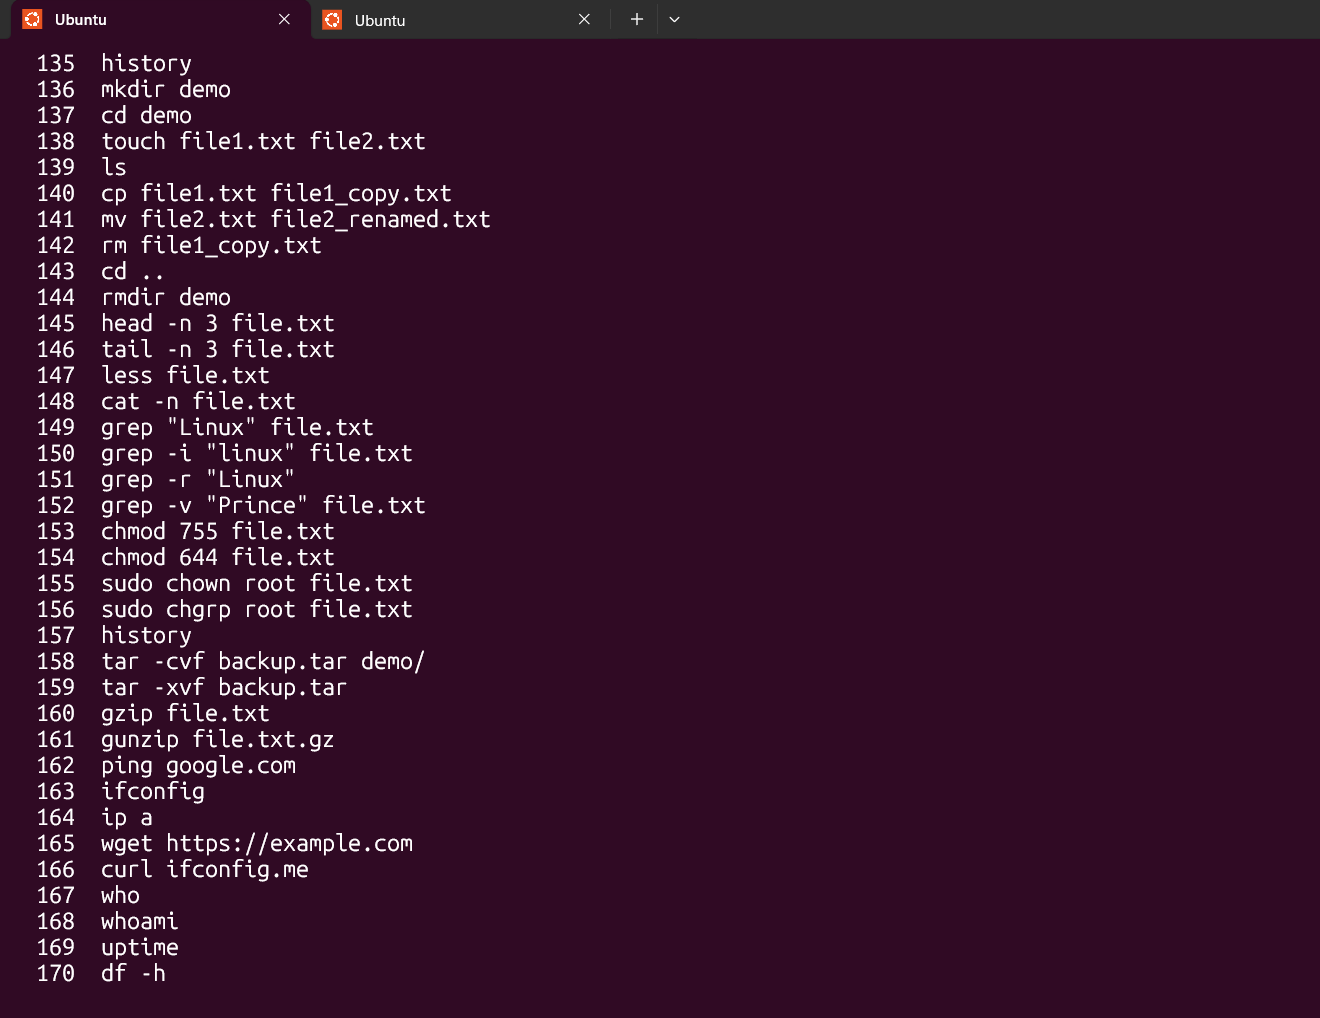 Ubuntu Ubuntu
135 history
136 mkdir demo
137 cd demo
138 touch file1.txt file2.txt
139 ls
140 cp file1.txt file1_copy.txt
141 mv file2.txt file2_renamed.txt
142 rm file1_copy.txt
143 cd ..
144 rmdir demo
145 head -n 3 file.txt
146 tail -n 3 file.txt
147 less file.txt
148 cat -n file.txt
149 grep "Linux" file.txt
150 grep -i "linux" file.txt
151 grep -r "Linux"
152 grep -v "Prince" file.txt
153 chmod 755 file.txt
154 chmod 644 file.txt
155 sudo chown root file.txt
156 sudo chgrp root file.txt
157 history
158 tar -cvf backup.tar demo/
159 tar -xvf backup.tar
160 gzip file.txt
161 gunzip file.txt.gz
162 ping google.com
163 ifconfig
164 ip a
165 wget https://example.com
166 curl ifconfig.me
167 who
168 whoami
169 uptime
170 df -h